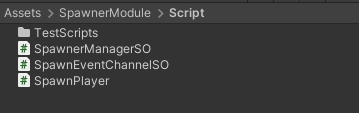 Assets > SpawnerModule > Script
TestScripts
SpawnerManagerSO
SpawnEventChannelSO
SpawnPlayer